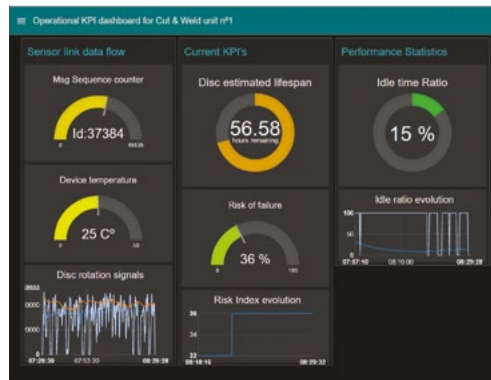 Operational KPI dashboard for Cut & Weld unit nº1
Sensor link data flow
Msg Sequence counter
Id:37384
0 65536
Device temperature
25 Cº
0 50
Disc rotation signals
0
07:29:39 07:53:20 08:29:28
Current KPI's
Disc estimated lifespan
56.58
hours remaining
Risk of failure
36 %
0 100
Risk Index evolution
36
34
32
08:18:16 08:29:32
Performance Statistics
Idle time Ratio
15 %
Idle ratio evolution
100
50
0
07:57:10 08:10:00 08:29:28